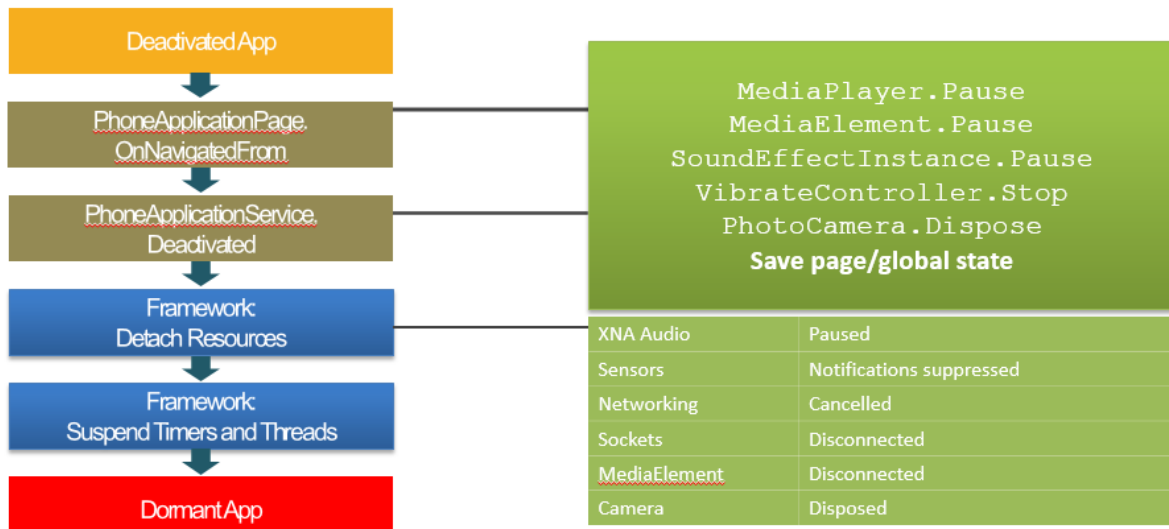 Deactivated App
PhoneApplicationPage.
OnNavigatedFrom
PhoneApplicationService.
Deactivated
Framework:
Detach Resources
Framework:
Suspend Timers and Threads
Dormant App
MediaPlayer.Pause
MediaElement.Pause
SoundEffectInstance.Pause
VibrateController.Stop
PhotoCamera.Dispose
Save page/global state
XNA Audio Paused
Sensors Notifications suppressed
Networking Cancelled
Sockets Disconnected
MediaElement Disconnected
Camera Disposed